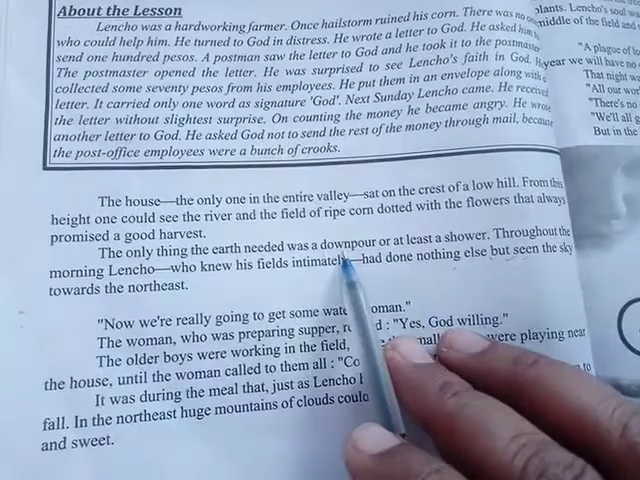 About the Lesson
Lencho was a hardworking farmer. Once hailstorm ruined his corn. There was no one
who could help him. He turned to God in distress. He wrote a letter to God. He asked him to
send one hundred pesos. A postman saw the letter to God and he took it to the postmaster
The postmaster opened the letter. He was surprised to see Lencho's faith in God. H
collected some seventy pesos from his employees. He put them in an envelope along with
letter. It carried only one word as signature 'God'. Next Sunday Lencho came. He received
the letter without slightest surprise. On counting the money he became angry. He wrote
another letter to God. He asked God not to send the rest of the money through mail, because
the post-office employees were a bunch of crooks.
The house—the only one in the entire valley—sat on the crest of a low hill. From this
height one could see the river and the field of ripe corn dotted with the flowers that always
promised a good harvest.
The only thing the earth needed was a downpour or at least a shower. Throughout the
morning Lencho—who knew his fields intimately—had done nothing else but seen the sky
towards the northeast.
"Now we're really going to get some water oman."
The woman, who was preparing supper, d : "Yes, God willing."
The older boys were working in the field, were playing near
the house, until the woman called to them all : "Co to
It was during the meal that, just as Lencho
fall. In the northeast huge mountains of clouds could
and sweet.
plants. Lencho's soul
middle of the field and
"A plague of lo
year we will have no
That night wa
"All our wor
"There's no
"We'll all g
But in the